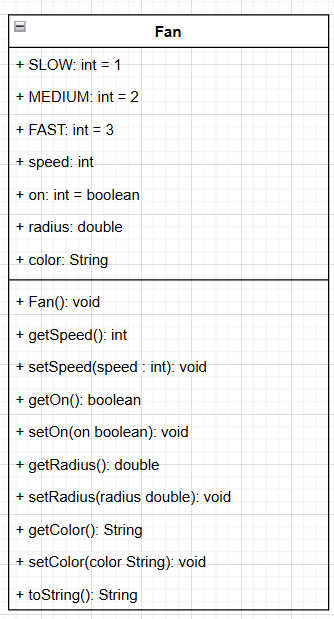 Fan
+ SLOW: int = 1
+ MEDIUM: int = 2
+ FAST: int = 3
+ speed: int
+ on: int = boolean
+ radius: double
+ color: String
+ Fan(): void
+ getSpeed(): int
+ setSpeed(speed : int): void
+ getOn(): boolean
+ setOn(on boolean): void
+ getRadius(): double
+ setRadius(radius double): void
+ getColor(): String
+ setColor(color String): void
+ toString(): String